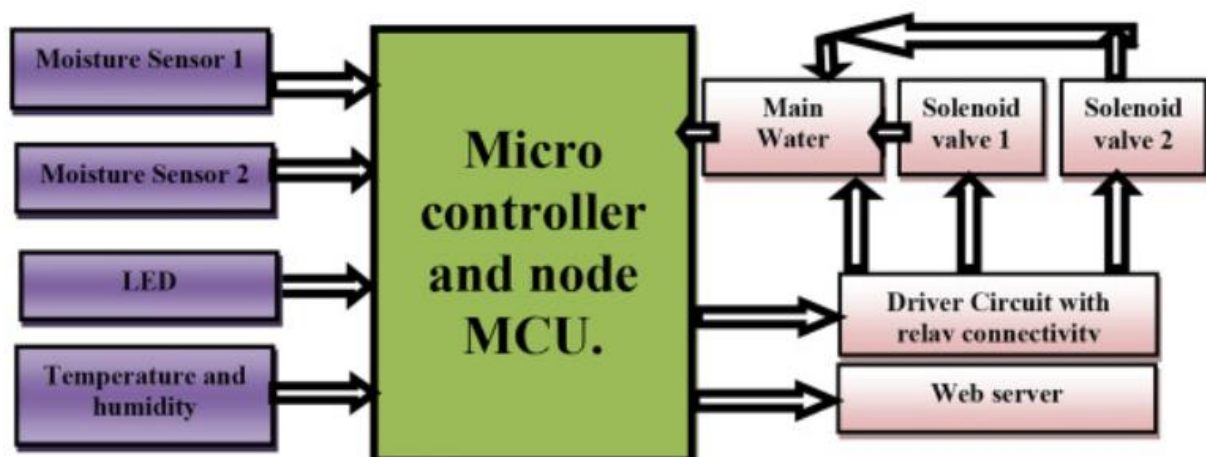 Moisture Sensor 1
Moisture Sensor 2
LED
Temperature and
humidity
Micro
controller
and node
MCU.
Main
Water
Solenoid
valve 1
Solenoid
valve 2
Driver Circuit with
relay connectivity
Web server